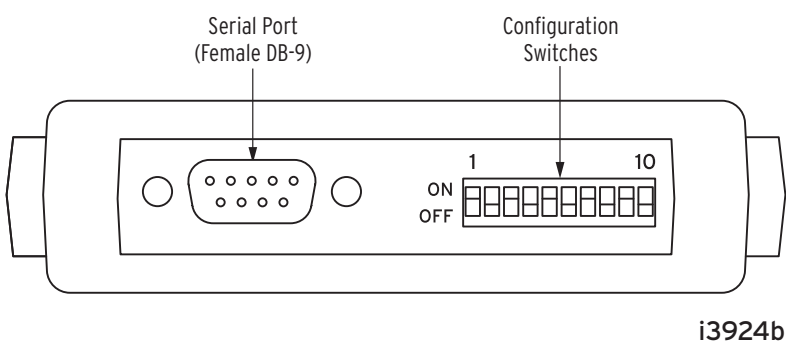 Serial Port
(Female DB-9)
Configuration
Switches
1 10
ON
OFF
i3924b